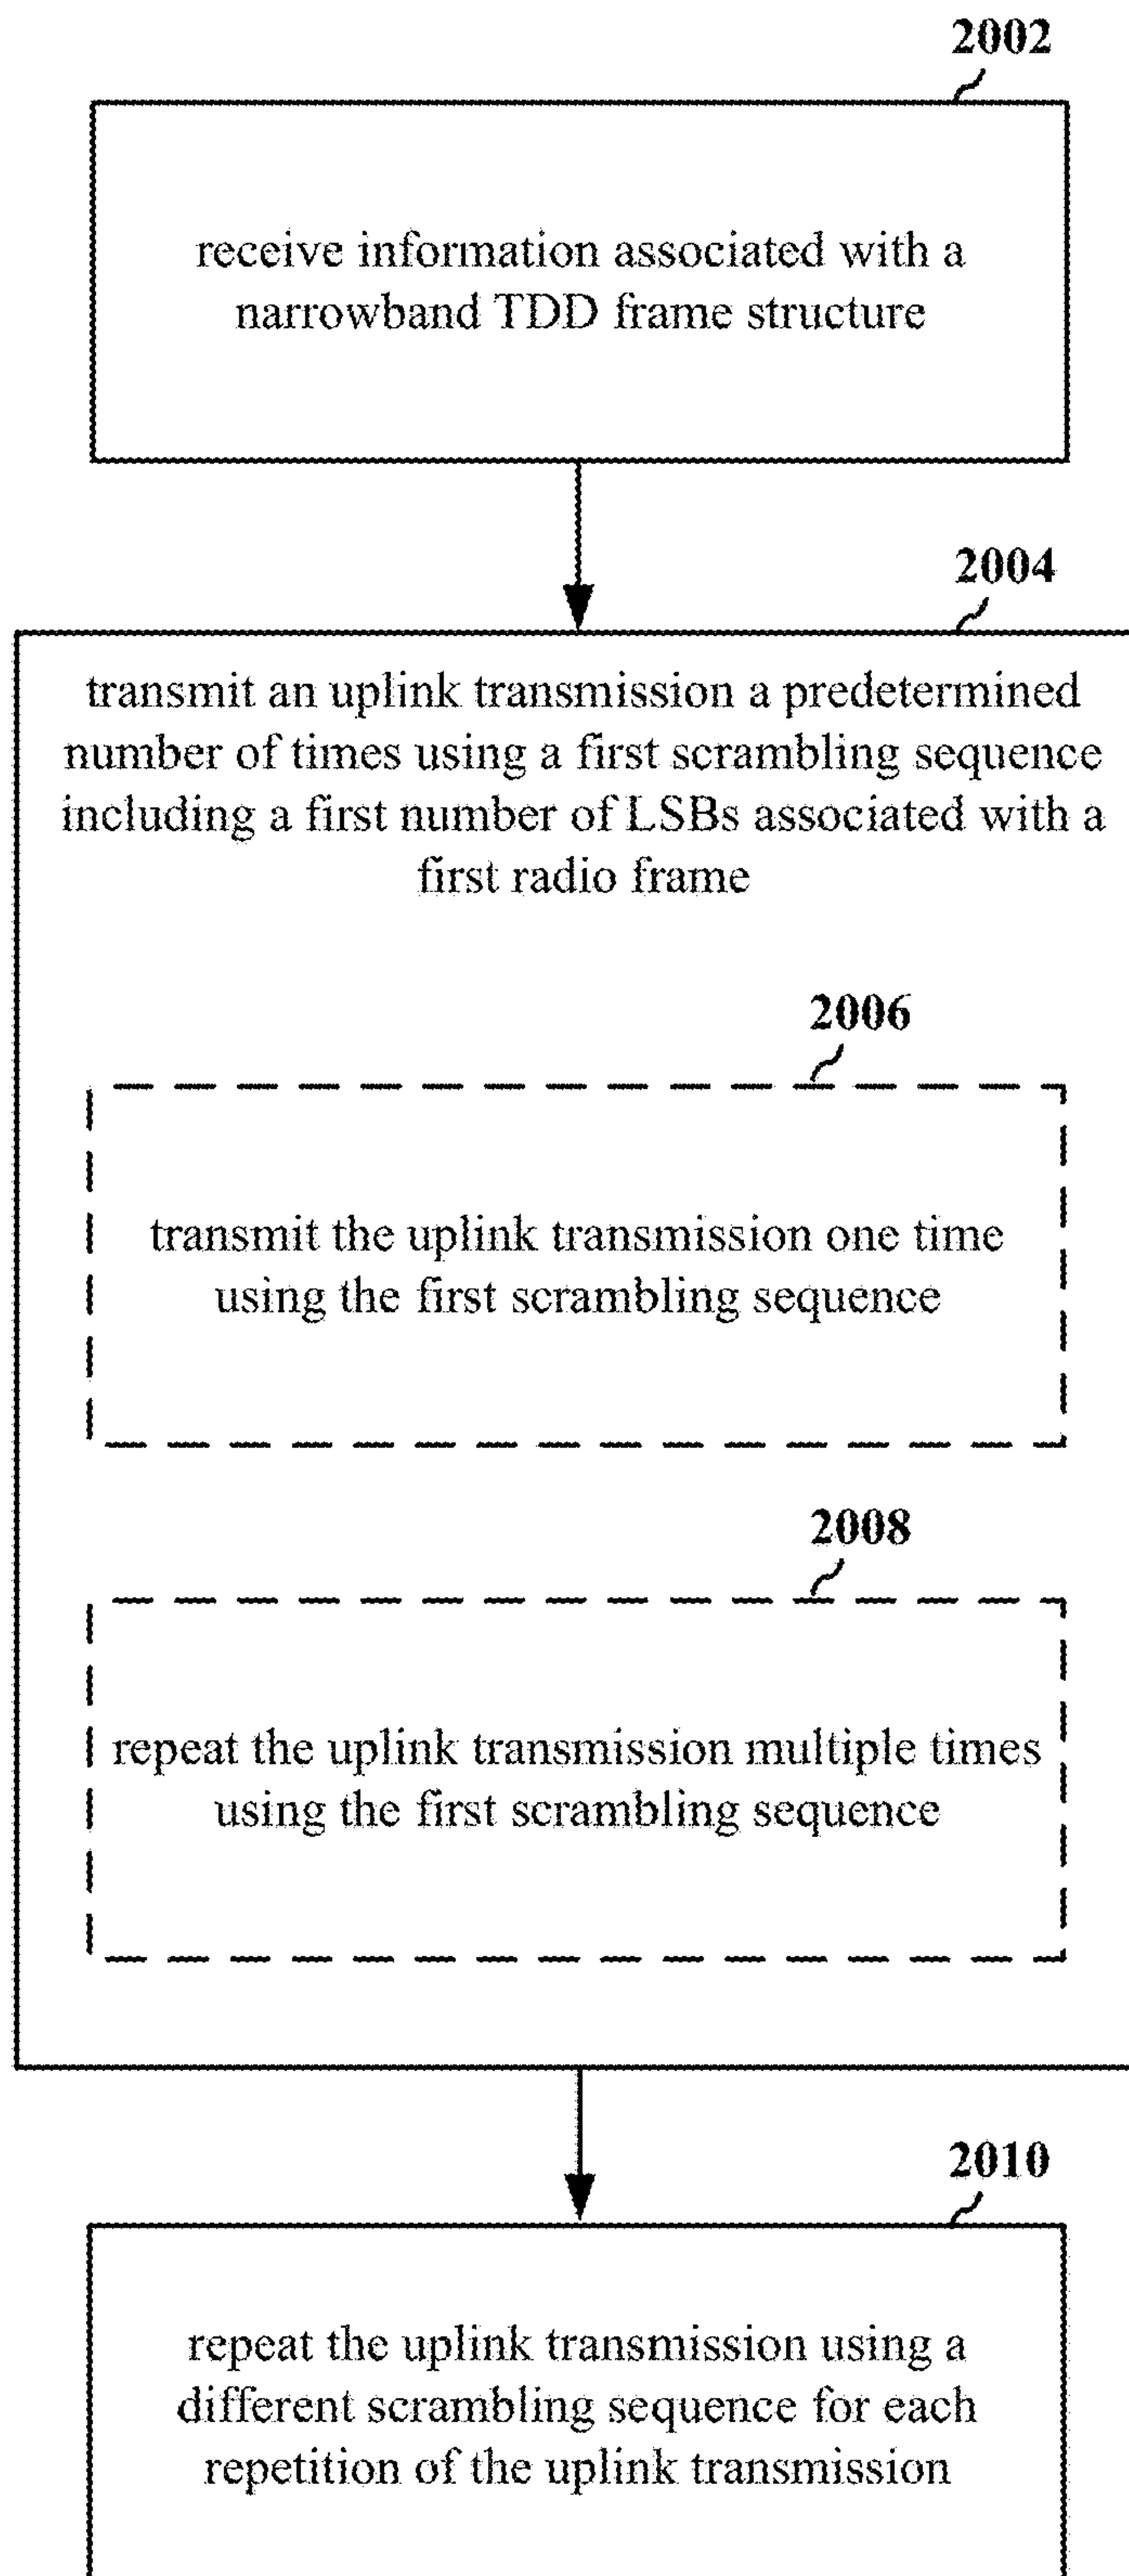 2002
receive information associated with a
narrowband TDD frame structure
2004
transmit an uplink transmission a predetermined
number of times using a first scrambling sequence
including a first number of LSBs associated with a
first radio frame
2006
transmit the uplink transmission one time
using the first scrambling sequence
2008
repeat the uplink transmission multiple times
using the first scrambling sequence
2010
repeat the uplink transmission using a
different scrambling sequence for each
repetition of the uplink transmission